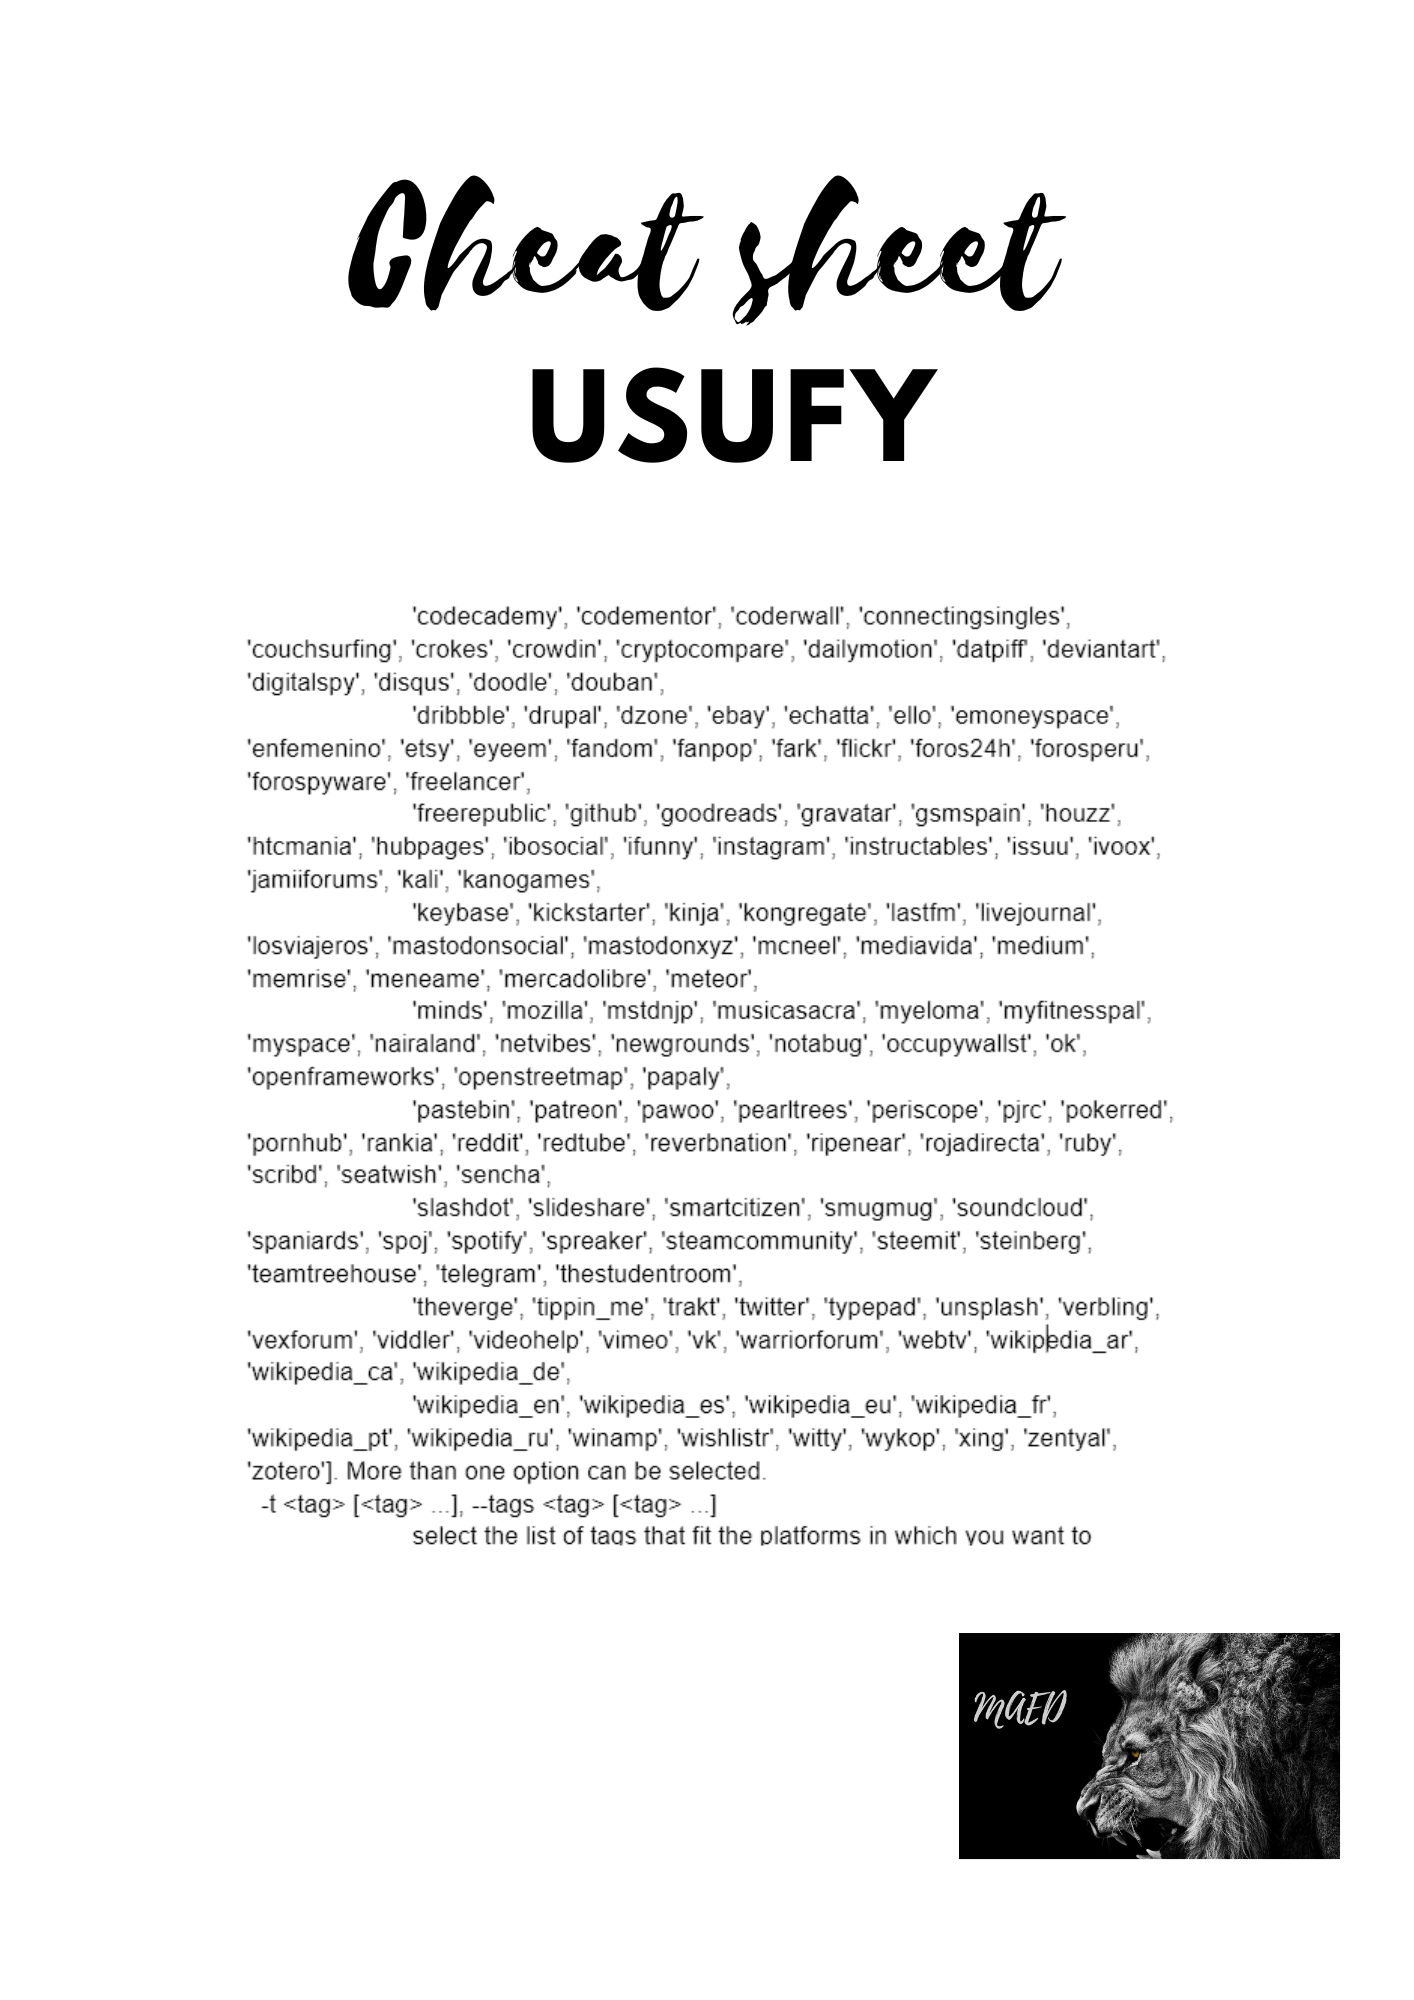 Cheat sheet
USUFY
'codecademy', 'codementor', 'coderwall', 'connectingsingles',
'couchsurfing', 'crokes', 'crowdin', 'cryptocompare', 'dailymotion', 'datpiff', 'deviantart',
'digitalspy', 'disqus', 'doodle', 'douban',
'dribbble', 'drupal', 'dzone', 'ebay', 'echatta', 'ello', 'emoneyspace',
'enfemenino', 'etsy', 'eyeem', 'fandom', 'fanpop', 'fark', 'flickr', 'foros24h', 'forosperu',
'forospyware', 'freelancer',
'freerepublic', 'github', 'goodreads', 'gravatar', 'gsmspain', 'houzz',
'htcmania', 'hubpages', 'ibosocial', 'ifunny', 'instagram', 'instructables', 'issuu', 'ivoox',
'jamiiforums', 'kali', 'kanogames',
'keybase', 'kickstarter', 'kinja', 'kongregate', 'lastfm', 'livejournal',
'losviajeros', 'mastodonsocial', 'mastodonxyz', 'mcneel', 'mediavida', 'medium',
'memrise', 'meneame', 'mercadolibre', 'meteor',
'minds', 'mozilla', 'mstdnjp', 'musicasacra', 'myeloma', 'myfitnesspal',
'myspace', 'nairaland', 'netvibes', 'newgrounds', 'notabug', 'occupywallst', 'ok',
'openframeworks', 'openstreetmap', 'papaly',
'pastebin', 'patreon', 'pawoo', 'pearltrees', 'periscope', 'pjrc', 'pokerred',
'pornhub', 'rankia', 'reddit', 'redtube', 'reverbnation', 'ripenear', 'rojadirecta', 'ruby',
'scribd', 'seatwish', 'sencha',
'slashdot', 'slideshare', 'smartcitizen', 'smugmug', 'soundcloud',
'spaniards', 'spoj', 'spotify', 'spreaker', 'steamcommunity', 'steemit', 'steinberg',
'teamtreehouse', 'telegram', 'thestudentroom',
'theverge', 'tippin_me', 'trakt', 'twitter', 'typepad', 'unsplash', 'verbling',
'vexforum', 'viddler', 'videohelp', 'vimeo', 'vk', 'warriorforum', 'webtv', 'wikipedia_ar',
'wikipedia_ca', 'wikipedia_de',
'wikipedia_en', 'wikipedia_es', 'wikipedia_eu', 'wikipedia_fr',
'wikipedia_pt', 'wikipedia_ru', 'winamp', 'wishlistr', 'witty', 'wykop', 'xing', 'zentyal',
'zotero']. More than one option can be selected.
-t <tag> [<tag> ...], --tags <tag> [<tag> ...]
select the list of tags that fit the platforms in which you want to
MAED